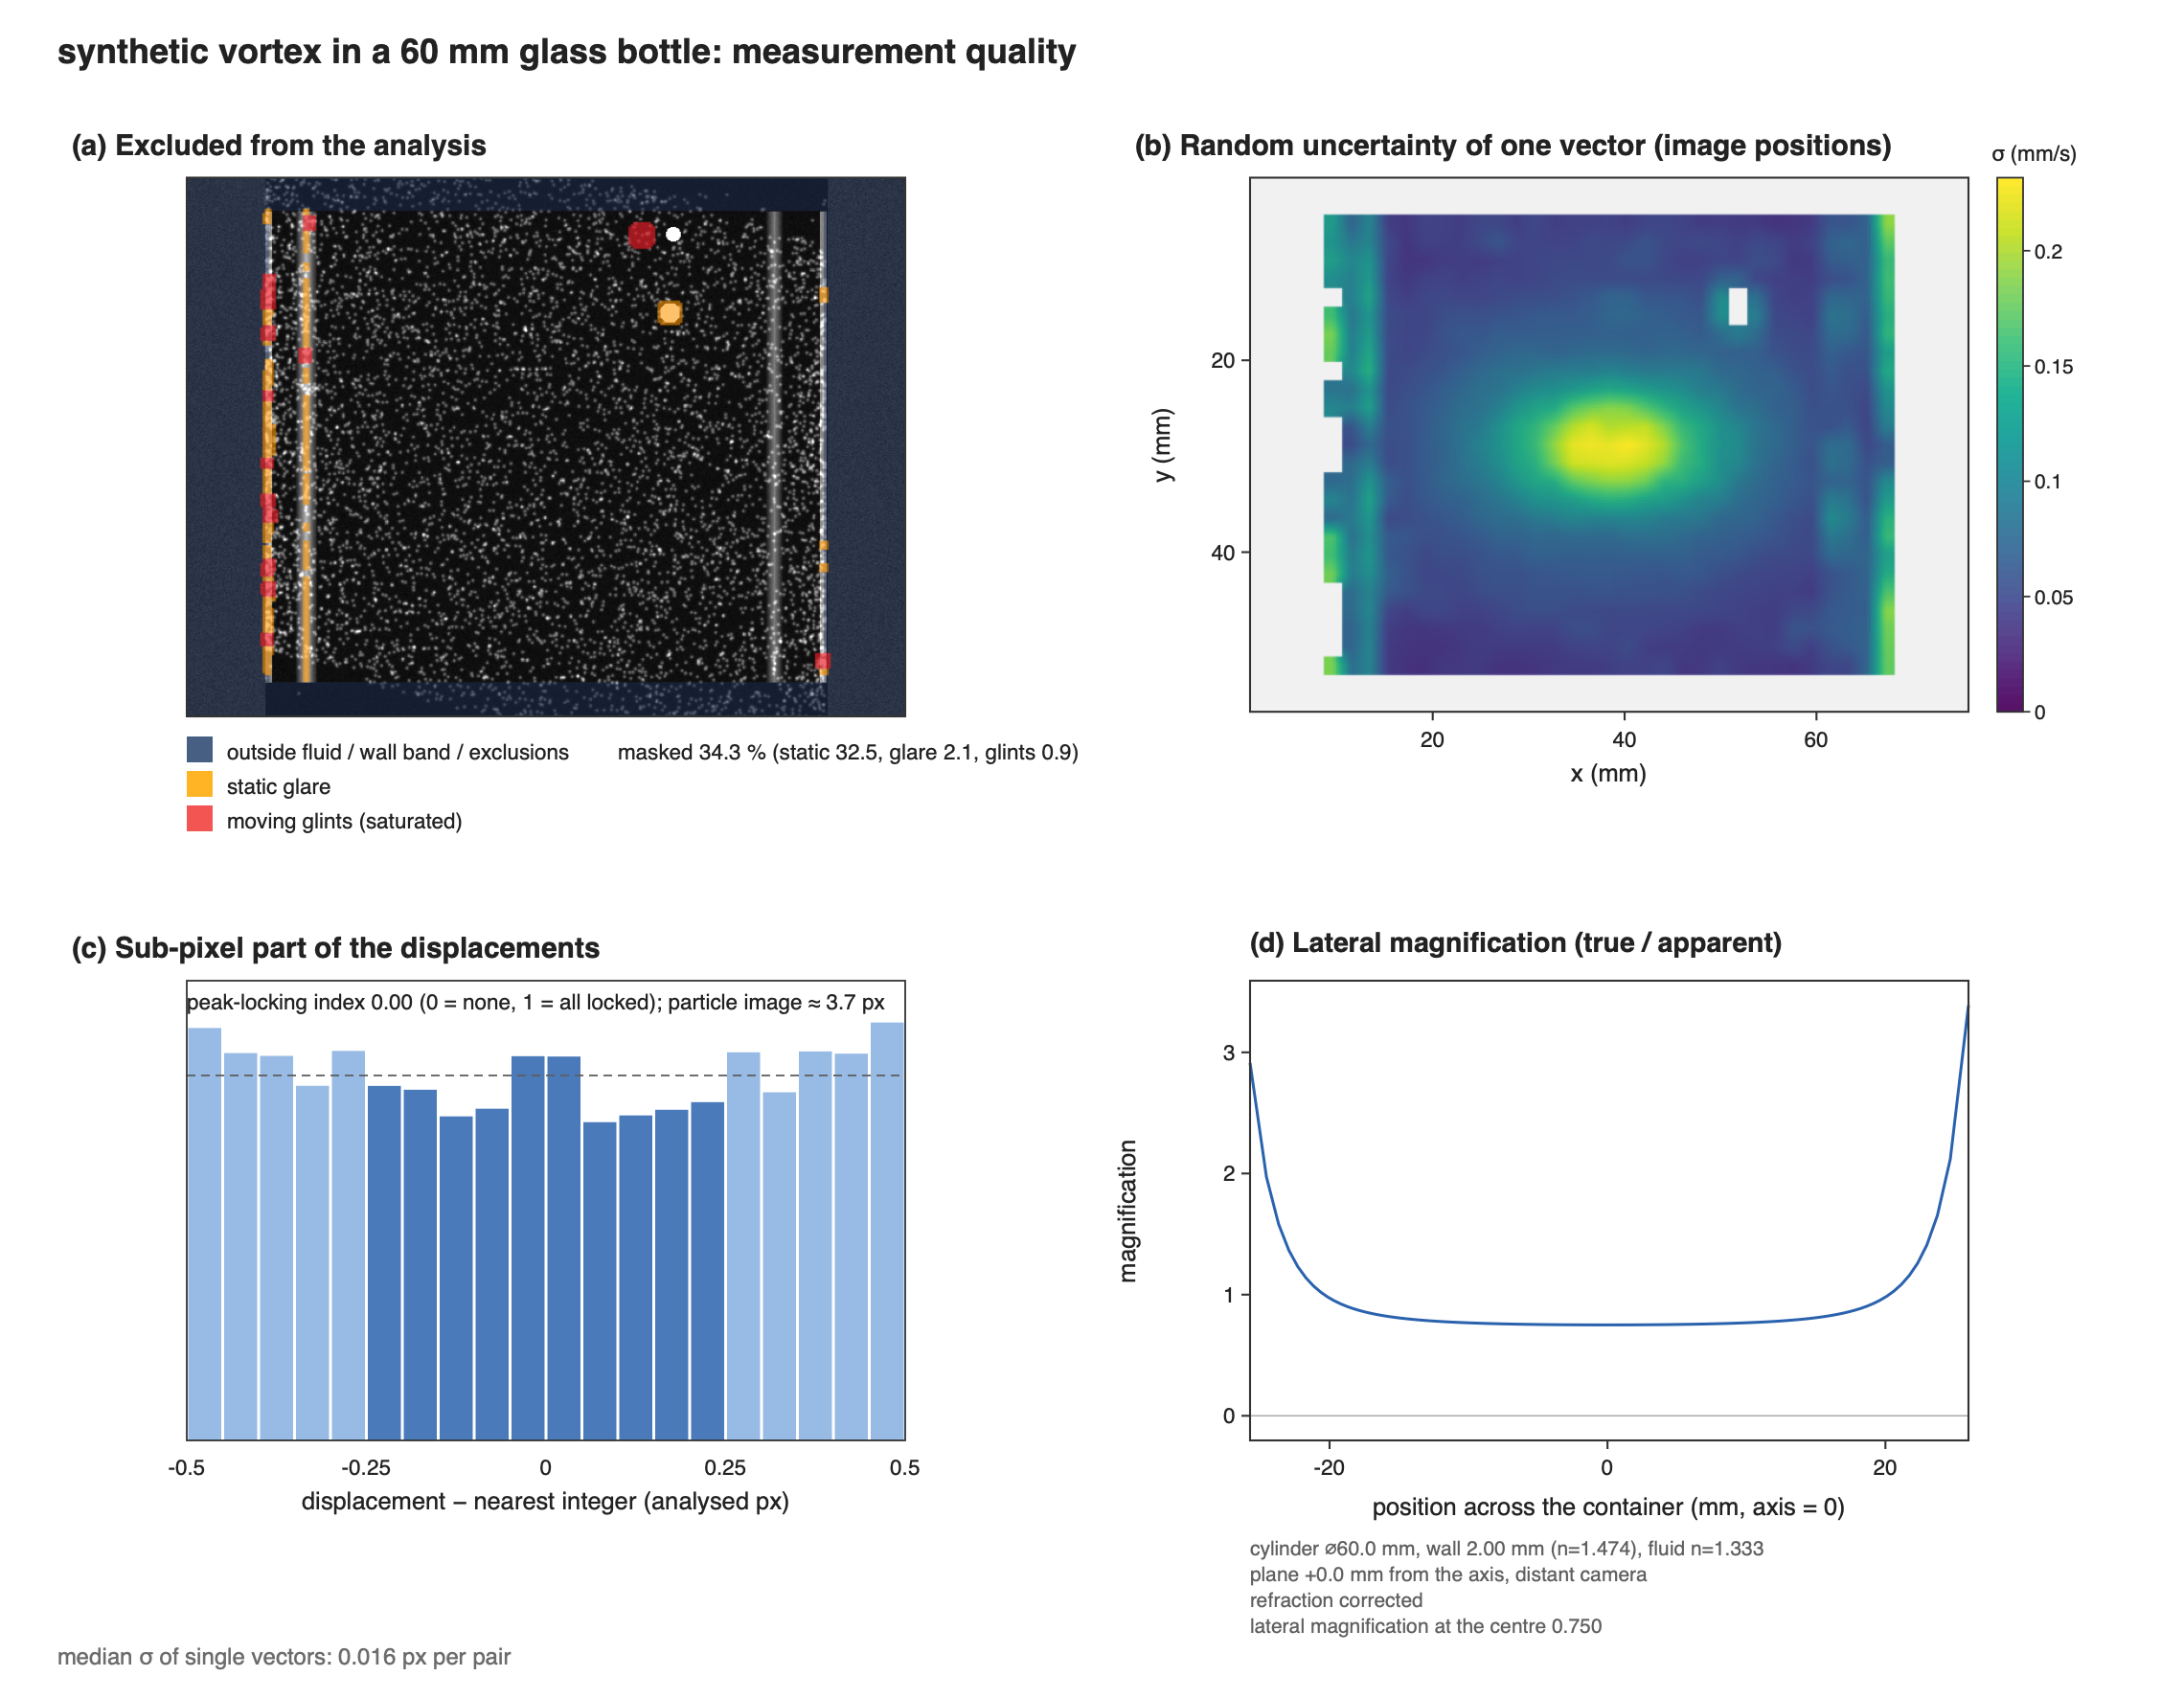 synthetic vortex in a 60 mm glass bottle: measurement quality
(a) Excluded from the analysis
outside fluid / wall band / exclusions
masked 34.3 % (static 32.5, glare 2.1, glints 0.9)
static glare
moving glints (saturated)
(b) Random uncertainty of one vector (image positions)
σ (mm/s)
0.2
0.15
0.1
0.05
0
y (mm)
20
40
20
40
60
x (mm)
(c) Sub-pixel part of the displacements
peak-locking index 0.00 (0 = none, 1 = all locked); particle image ≈ 3.7 px
-0.5
-0.25
0
0.25
0.5
displacement – nearest integer (analysed px)
(d) Lateral magnification (true / apparent)
magnification
3
2
1
0
-20
0
20
position across the container (mm, axis = 0)
cylinder ⌀60.0 mm, wall 2.00 mm (n=1.474), fluid n=1.333
plane +0.0 mm from the axis, distant camera
refraction corrected
lateral magnification at the centre 0.750
median σ of single vectors: 0.016 px per pair